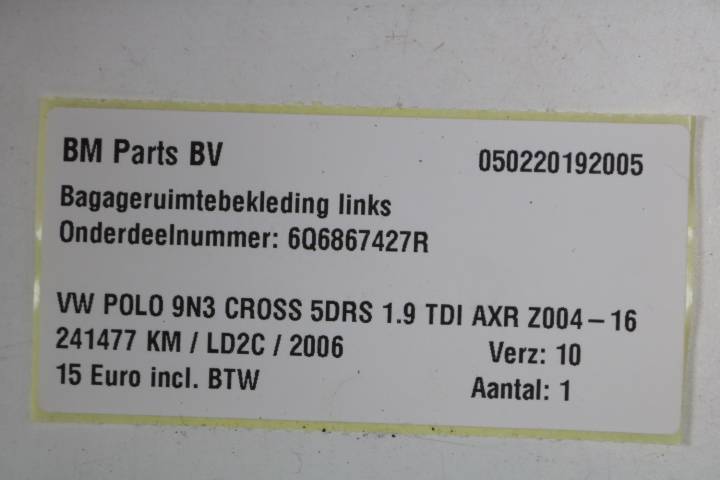 BM Parts BV 050220192005
Bagageruimtebekleding links
Onderdeelnummer: 6Q6867427R
VW POLO 9N3 CROSS 5DRS 1.9 TDI AXR Z004-16
241477 KM / LD2C / 2006 Verz: 10
15 Euro incl. BTW Aantal: 1